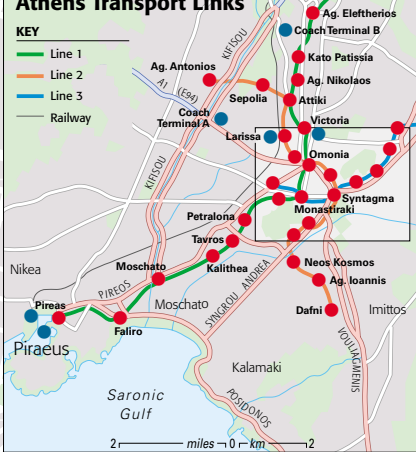 Athens Transport Links
KEY
Line 1
Line 2
Line 3
Railway
Ag. Eleftherios
Coach Terminal B
KIFISOU
Kato Patissia
Ag. Antonios
Ag. Nikolaos
A1 (E94)
Sepolia
Attiki
Coach
Terminal A
Victoria
Larissa
Omonia
KIFISOU
Syntagma
Monastiraki
Petralona
Tavros
Kalithea
Neos Kosmos
Nikea
Moschato
Ag. Ioannis
PIREOS
Moschato
SYNGROU ANDREA
Dafni
Imittos
Pireas
Faliro
Piraeus
VOULIAGMENIS
Kalamaki
Saronic
Gulf
POSIDONOS
2 miles 0 km 2